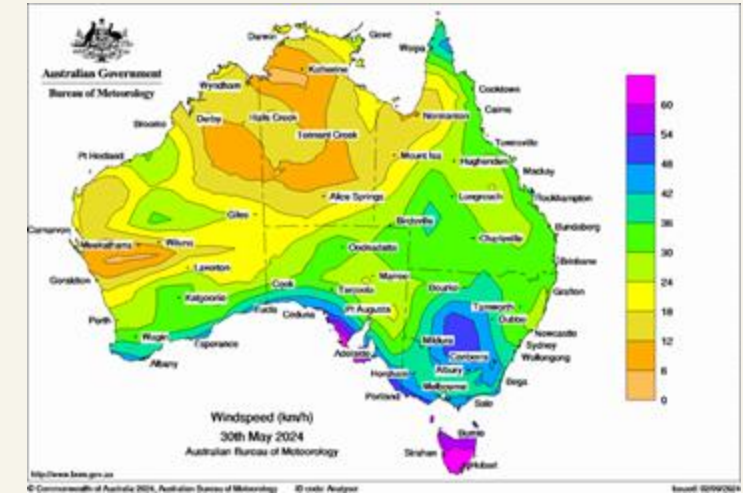 Australian Government
Bureau of Meteorology
Darwin
Gove
Weipa
Katherine
Wyndham
Cooktown
Cairns
Derby
Halls Creek
Normanton
Broome
Tennant Creek
Townsville
Pt Hedland
Mount Isa
Hughenden
Mackay
Alice Springs
Longreach
Rockhampton
Giles
Birdsville
Carnarvon
Bundaberg
Meekatharra
Wiluna
Oodnadatta
Charleville
Brisbane
Geraldton
Laverton
Marree
Cook
Tarcoola
Bourke
Grafton
Kalgoorlie
Eucla
Ceduna
Pt Augusta
Tamworth
Perth
Dubbo
Newcastle
Wagin
Esperance
Mildura
Sydney
Adelaide
Canberra
Wollongong
Albany
Horsham
Albury
Melbourne
Bega
Portland
Sale
Burnie
Strahan
Hobart
60
54
48
42
36
30
24
18
12
6
0
Windspeed (km/h)
30th May 2024
Australian Bureau of Meteorology
http://www.bom.gov.au
© Commonwealth of Australia 2024, Australian Bureau of Meteorology
ID code: Analyser
Issued: 02/06/2024